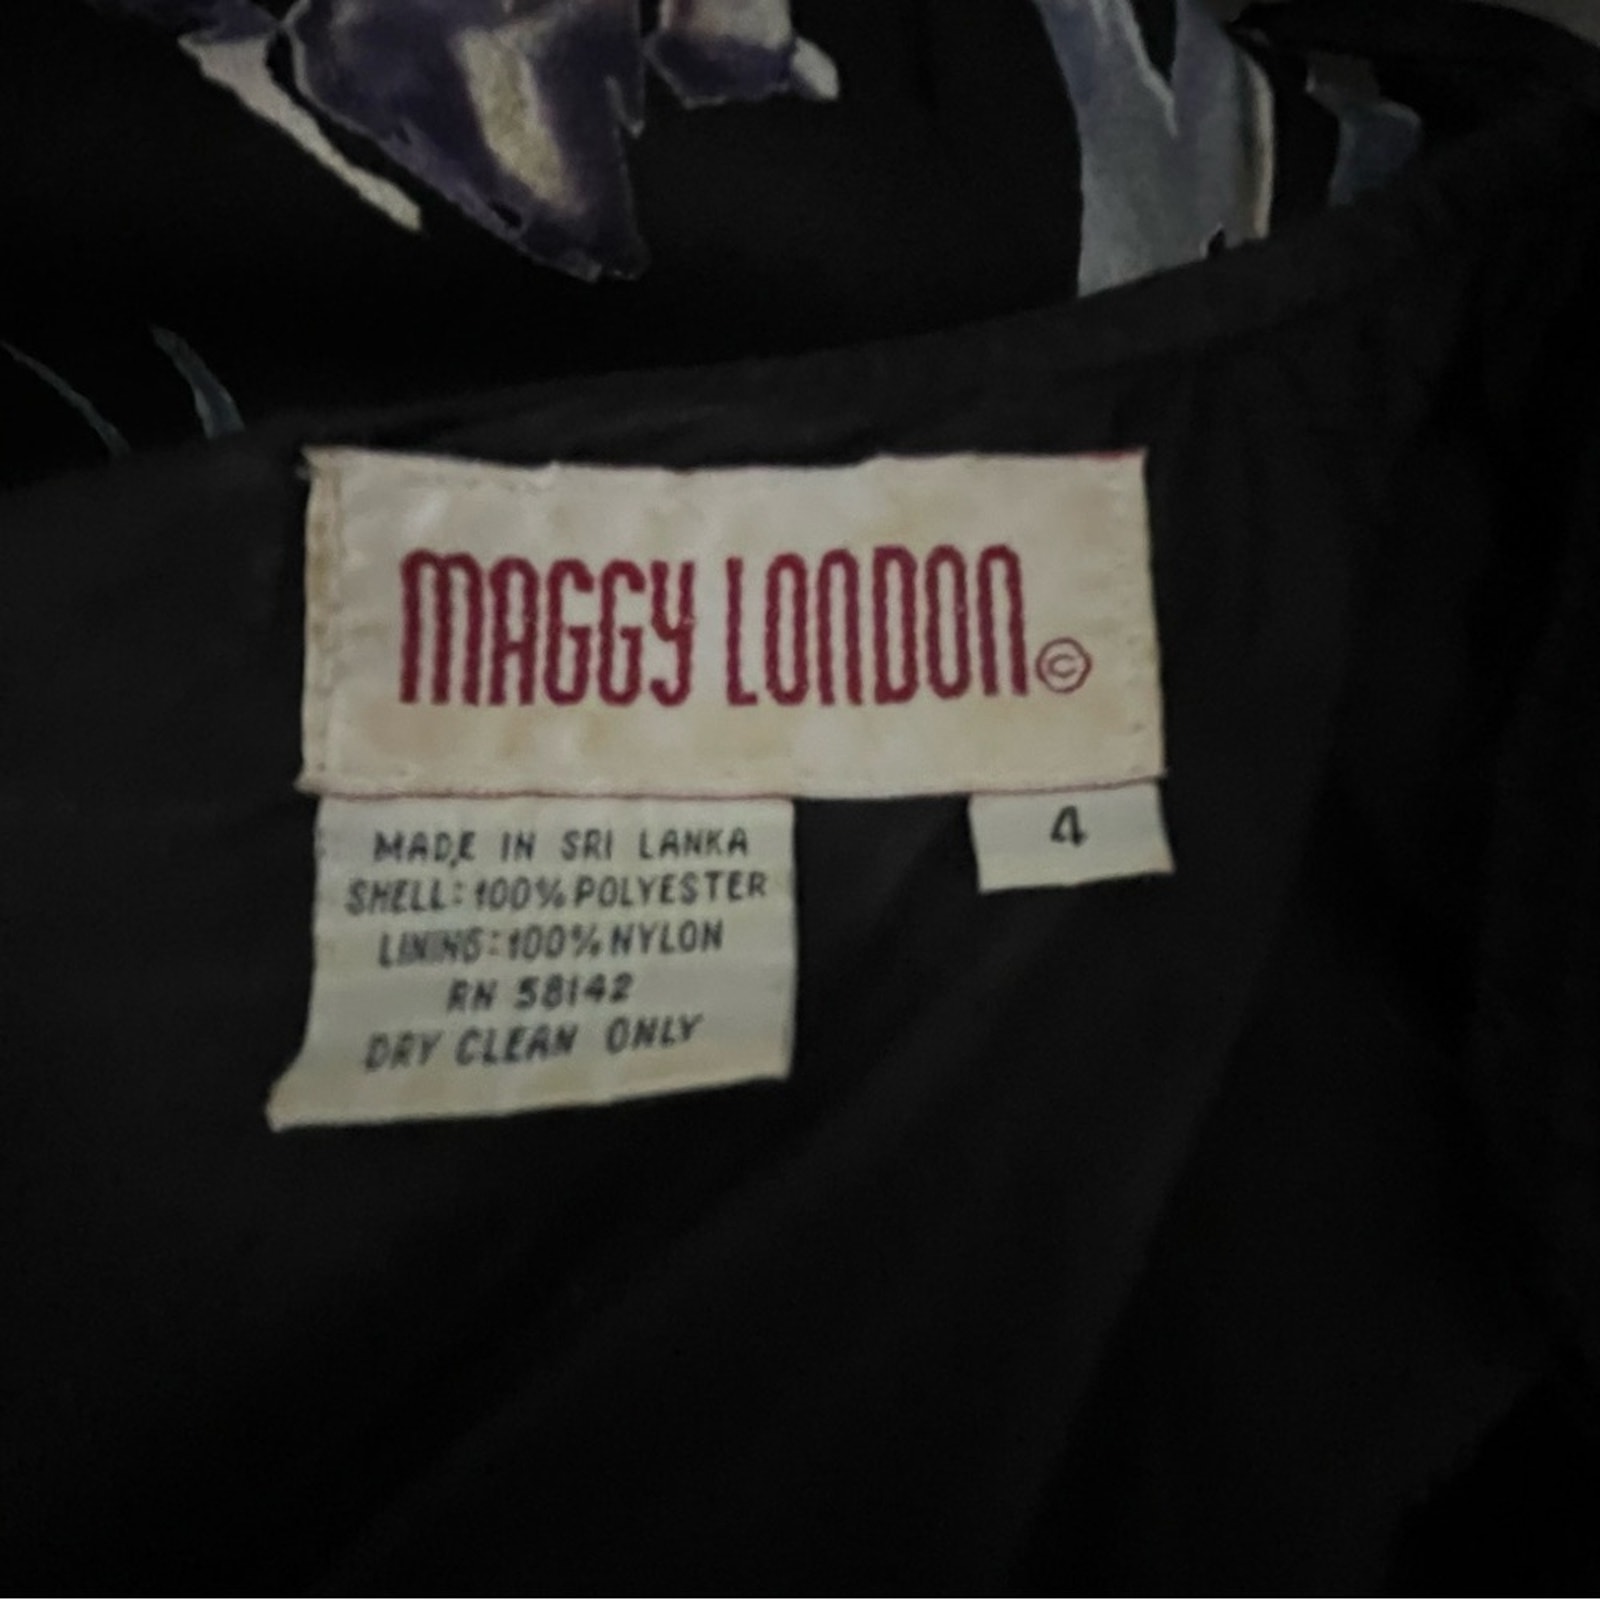 MAGGY LONDON ©
MADE IN SRI LANKA
SHELL: 100% POLYESTER
LINING: 100% NYLON
RN 58142
DRY CLEAN ONLY
4